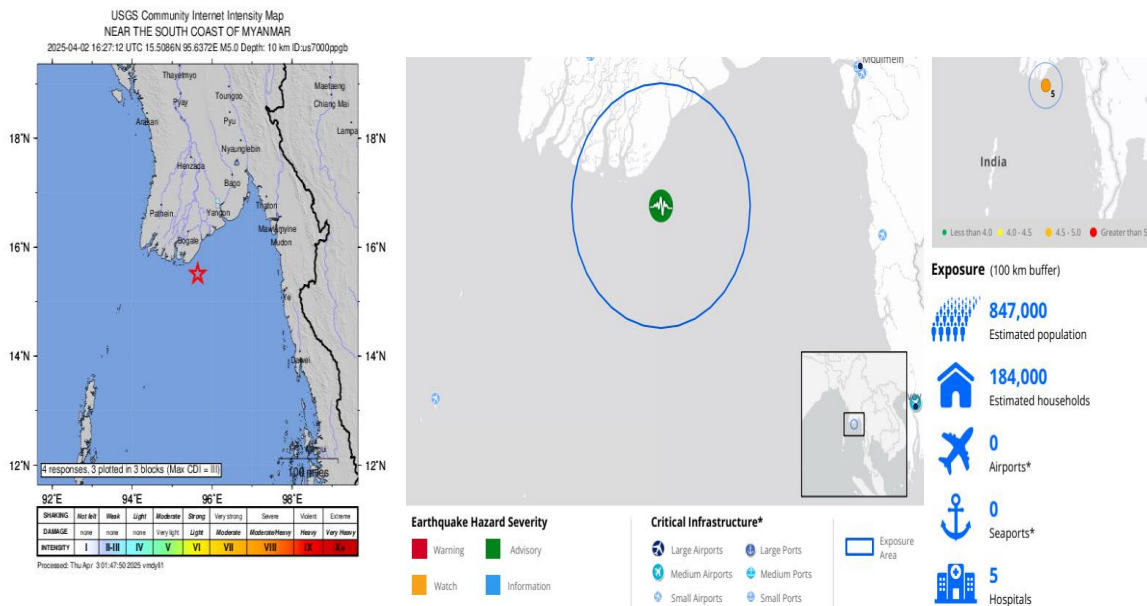 USGS Community Internet Intensity Map
NEAR THE SOUTH COAST OF MYANMAR
2025-04-02 16:27:12 UTC 15.5086N 95.6372E M5.0 Depth: 10 km ID:us7000ppgb
Thayetmyo
Maetaeng
Toungoo
Chiang Mai
Pyay
Arakan
Pyu
Lampa
18°N
18°N
Nyaunglebin
Henzada
Bago
Pathein
Yangon
Thaton
Mawlamyine
Mudon
Bogale
16°N
16°N
Ye
14°N
14°N
Dawei
4 responses, 3 plotted in 3 blocks (Max CDI = III)
100 miles
12°N
12°N
92°E
94°E
96°E
98°E
SHAKING Not felt Weak Light Moderate Strong Very strong Severe Violent Extreme
DAMAGE none none none Very light Light Moderate Moderate/Heavy Heavy Very Heavy
INTENSITY I II-III IV V VI VII VIII IX X+
Processed: Thu Apr 3 01:47:50 2025 vmdyfi1
Moulmein
Earthquake Hazard Severity
Warning
Advisory
Watch
Information
Critical Infrastructure*
Large Airports
Large Ports
Medium Airports
Medium Ports
Small Airports
Small Ports
Exposure
Area
5
India
Less than 4.0
4.0 - 4.5
4.5 - 5.0
Greater than 5
Exposure (100 km buffer)
847,000
Estimated population
184,000
Estimated households
0
Airports*
0
Seaports*
5
Hospitals